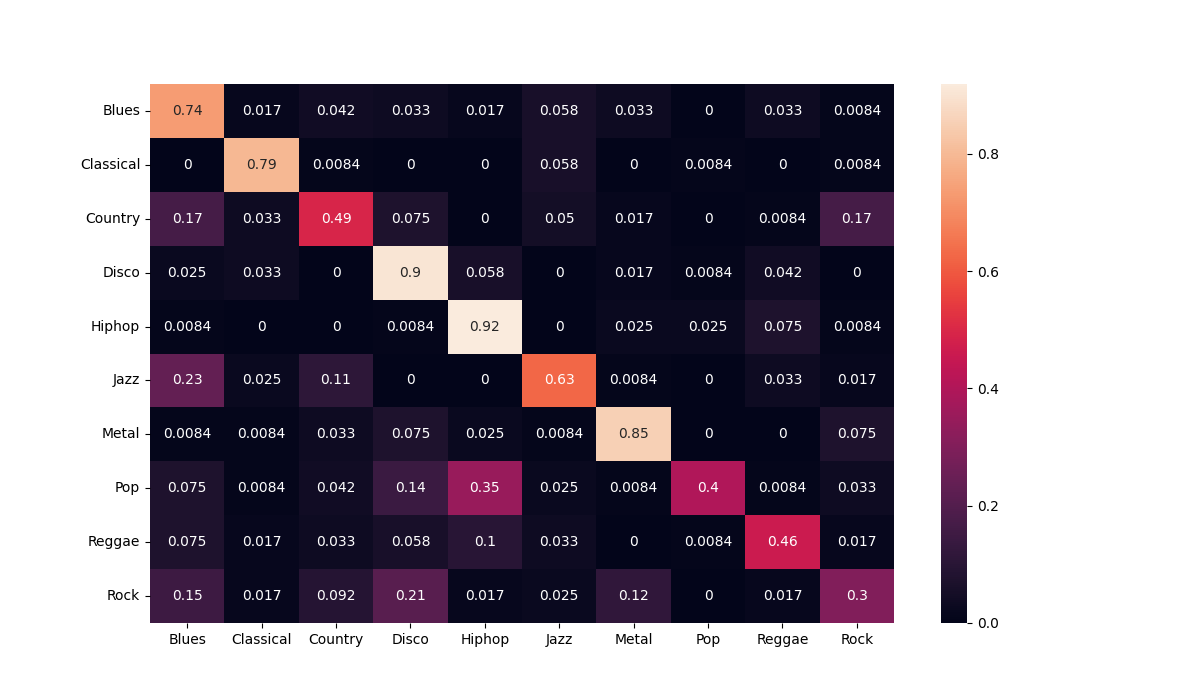 Blues 0.74 0.017 0.042 0.033 0.017 0.058 0.033 0 0.033 0.0084
Classical 0 0.79 0.0084 0 0 0.058 0 0.0084 0 0.0084
0.8
Country 0.17 0.033 0.49 0.075 0 0.05 0.017 0 0.0084 0.17
Disco 0.025 0.033 0 0.9 0.058 0 0.017 0.0084 0.042 0
0.6
Hiphop 0.0084 0 0 0.0084 0.92 0 0.025 0.025 0.075 0.0084
Jazz 0.23 0.025 0.11 0 0 0.63 0.0084 0 0.033 0.017
0.4
Metal 0.0084 0.0084 0.033 0.075 0.025 0.0084 0.85 0 0 0.075
Pop 0.075 0.0084 0.042 0.14 0.35 0.025 0.0084 0.4 0.0084 0.033
0.2
Reggae 0.075 0.017 0.033 0.058 0.1 0.033 0 0.0084 0.46 0.017
Rock 0.15 0.017 0.092 0.21 0.017 0.025 0.12 0 0.017 0.3
0.0
Blues Classical Country Disco Hiphop Jazz Metal Pop Reggae Rock